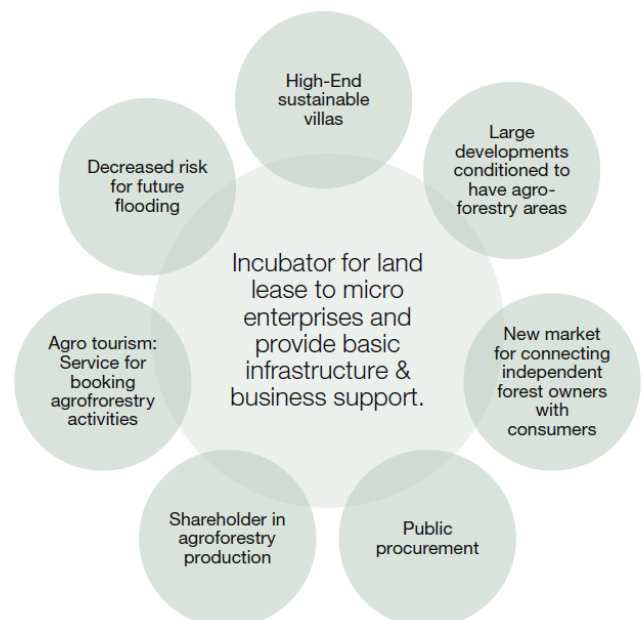 High-End
sustainable
villas
Large
developments
conditioned to
have agro-
forestry areas
Decreased risk
for future
flooding
Incubator for land
lease to micro
enterprises and
provide basic
infrastructure &
business support.
New market
for connecting
independent
forest owners
with
consumers
Agro tourism:
Service for
booking
agrofrorestry
activities
Shareholder in
agroforestry
production
Public
procurement